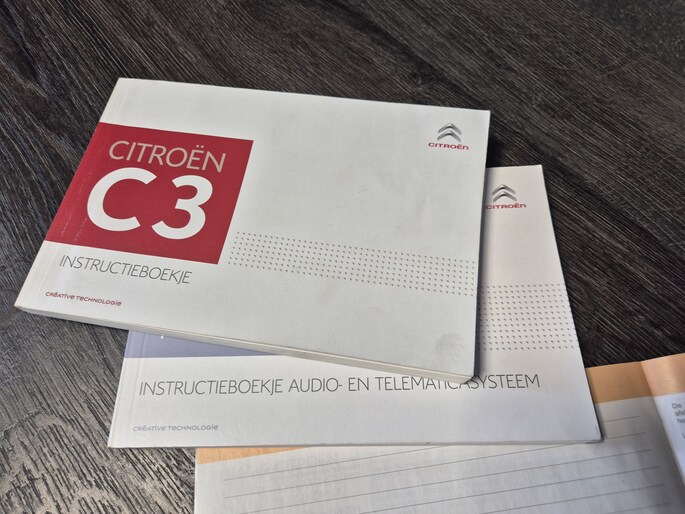 CITROËN
CITROËN
C3
INSTRUCTIEBOEKJE
CRÉATIVE TECHNOLOGIE
CITROËN
INSTRUCTIEBOEKJE AUDIO- EN TELEMATICASYSTEEM
CRÉATIVE TECHNOLOGIE
De